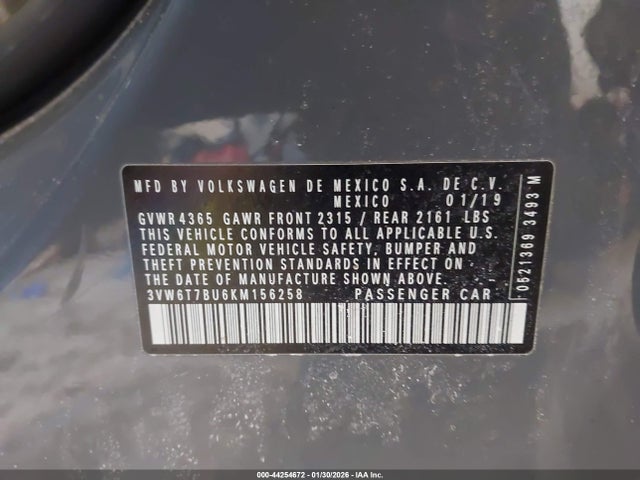 MFD BY VOLKSWAGEN DE MEXICO S.A. DE C.V.
MEXICO 01/19
GVWR 4365 GAWR FRONT 2315 / REAR 2161 LBS
THIS VEHICLE CONFORMS TO ALL APPLICABLE U.S.
FEDERAL MOTOR VEHICLE SAFETY, BUMPER AND
THEFT PREVENTION STANDARDS IN EFFECT ON
THE DATE OF MANUFACTURE SHOWN ABOVE.
3VW6T7BU6KM156258 PASSENGER CAR
0521369 3493 M
000-44254672 - 01/30/2026 - IAA Inc.